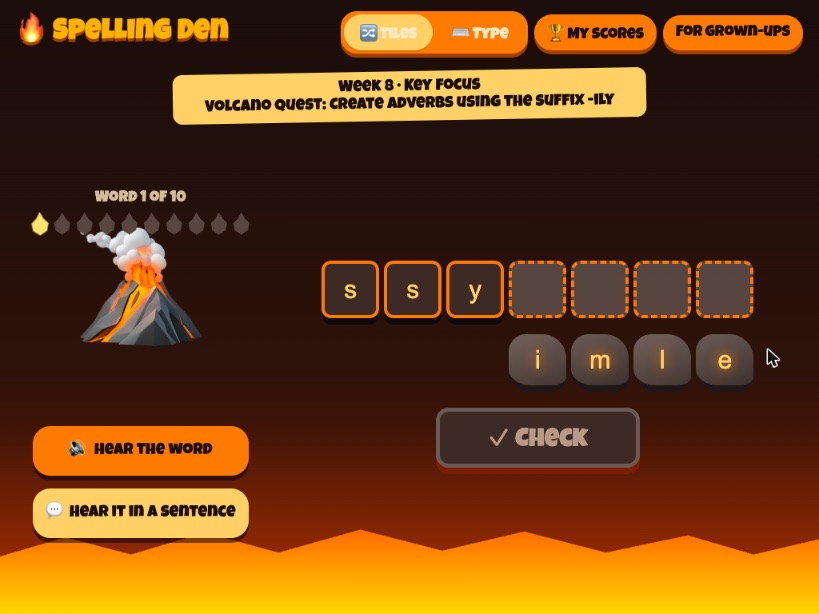 Spelling Den
Tiles
Type
My Scores
For Grown-Ups
Week 8 · Key Focus
Volcano Quest: Create adverbs using the suffix -ily
Word 1 of 10
s s y
i m l e
✓ Check
Hear the word
Hear it in a sentence